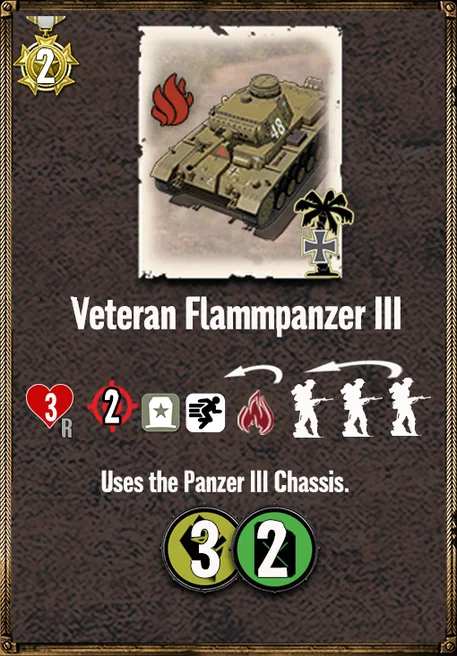 2
48
Veteran Flammpanzer III
3 2
R
Uses the Panzer III Chassis.
3 2